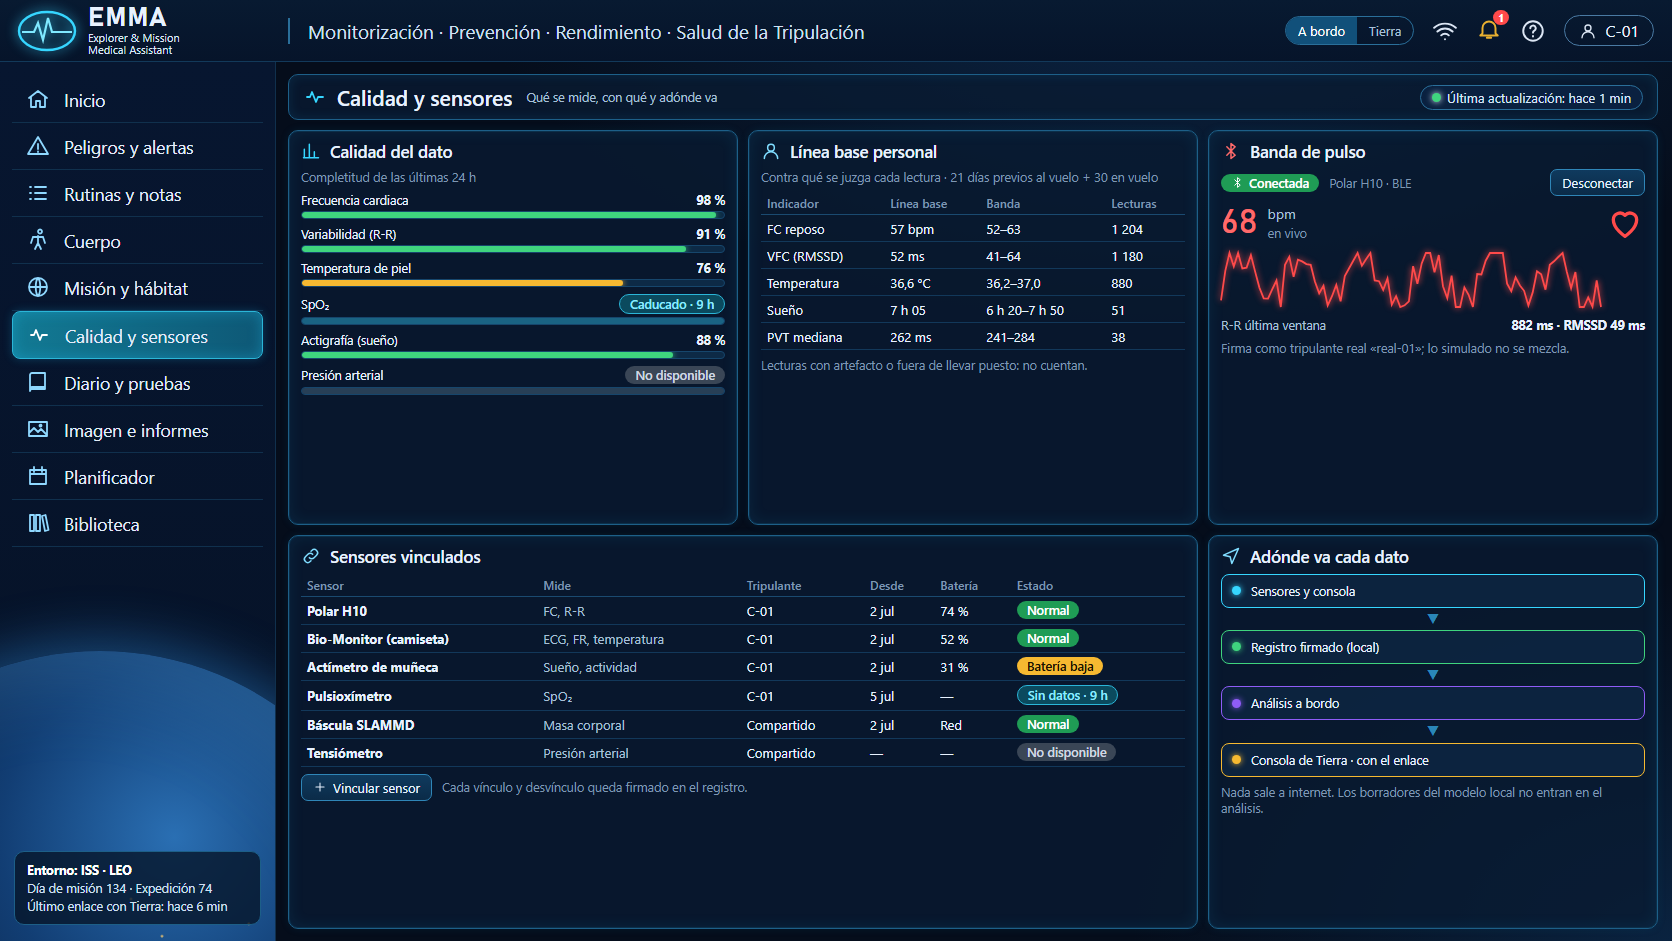 EMMA
Explorer & Mission
Medical Assistant
Monitorización · Prevención · Rendimiento · Salud de la Tripulación
A bordo
Tierra
1
C-01
Inicio
Peligros y alertas
Rutinas y notas
Cuerpo
Misión y hábitat
Calidad y sensores
Diario y pruebas
Imagen e informes
Planificador
Biblioteca
Entorno: ISS · LEO
Día de misión 134 · Expedición 74
Último enlace con Tierra: hace 6 min
Calidad y sensores
Qué se mide, con qué y adónde va
Última actualización: hace 1 min
Calidad del dato
Completitud de las últimas 24 h
Frecuencia cardiaca 98 %
Variabilidad (R-R) 91 %
Temperatura de piel 76 %
SpO₂ Caducado · 9 h
Actigrafía (sueño) 88 %
Presión arterial No disponible
Línea base personal
Contra qué se juzga cada lectura · 21 días previos al vuelo + 30 en vuelo
Indicador Línea base Banda Lecturas
FC reposo 57 bpm 52–63 1 204
VFC (RMSSD) 52 ms 41–64 1 180
Temperatura 36,6 °C 36,2–37,0 880
Sueño 7 h 05 6 h 20–7 h 50 51
PVT mediana 262 ms 241–284 38
Lecturas con artefacto o fuera de llevar puesto: no cuentan.
Banda de pulso
Conectada Polar H10 · BLE Desconectar
68 bpm
en vivo
R-R última ventana 882 ms · RMSSD 49 ms
Firma como tripulante real «real-01»; lo simulado no se mezcla.
Sensores vinculados
Sensor Mide Tripulante Desde Batería Estado
Polar H10 FC, R-R C-01 2 jul 74 % Normal
Bio-Monitor (camiseta) ECG, FR, temperatura C-01 2 jul 52 % Normal
Actímetro de muñeca Sueño, actividad C-01 2 jul 31 % Batería baja
Pulsioxímetro SpO₂ C-01 5 jul — Sin datos · 9 h
Báscula SLAMMD Masa corporal Compartido 2 jul Red Normal
Tensiómetro Presión arterial Compartido — — No disponible
+ Vincular sensor Cada vínculo y desvínculo queda firmado en el registro.
Adónde va cada dato
Sensores y consola
Registro firmado (local)
Análisis a bordo
Consola de Tierra · con el enlace
Nada sale a internet. Los borradores del modelo local no entran en el
análisis.